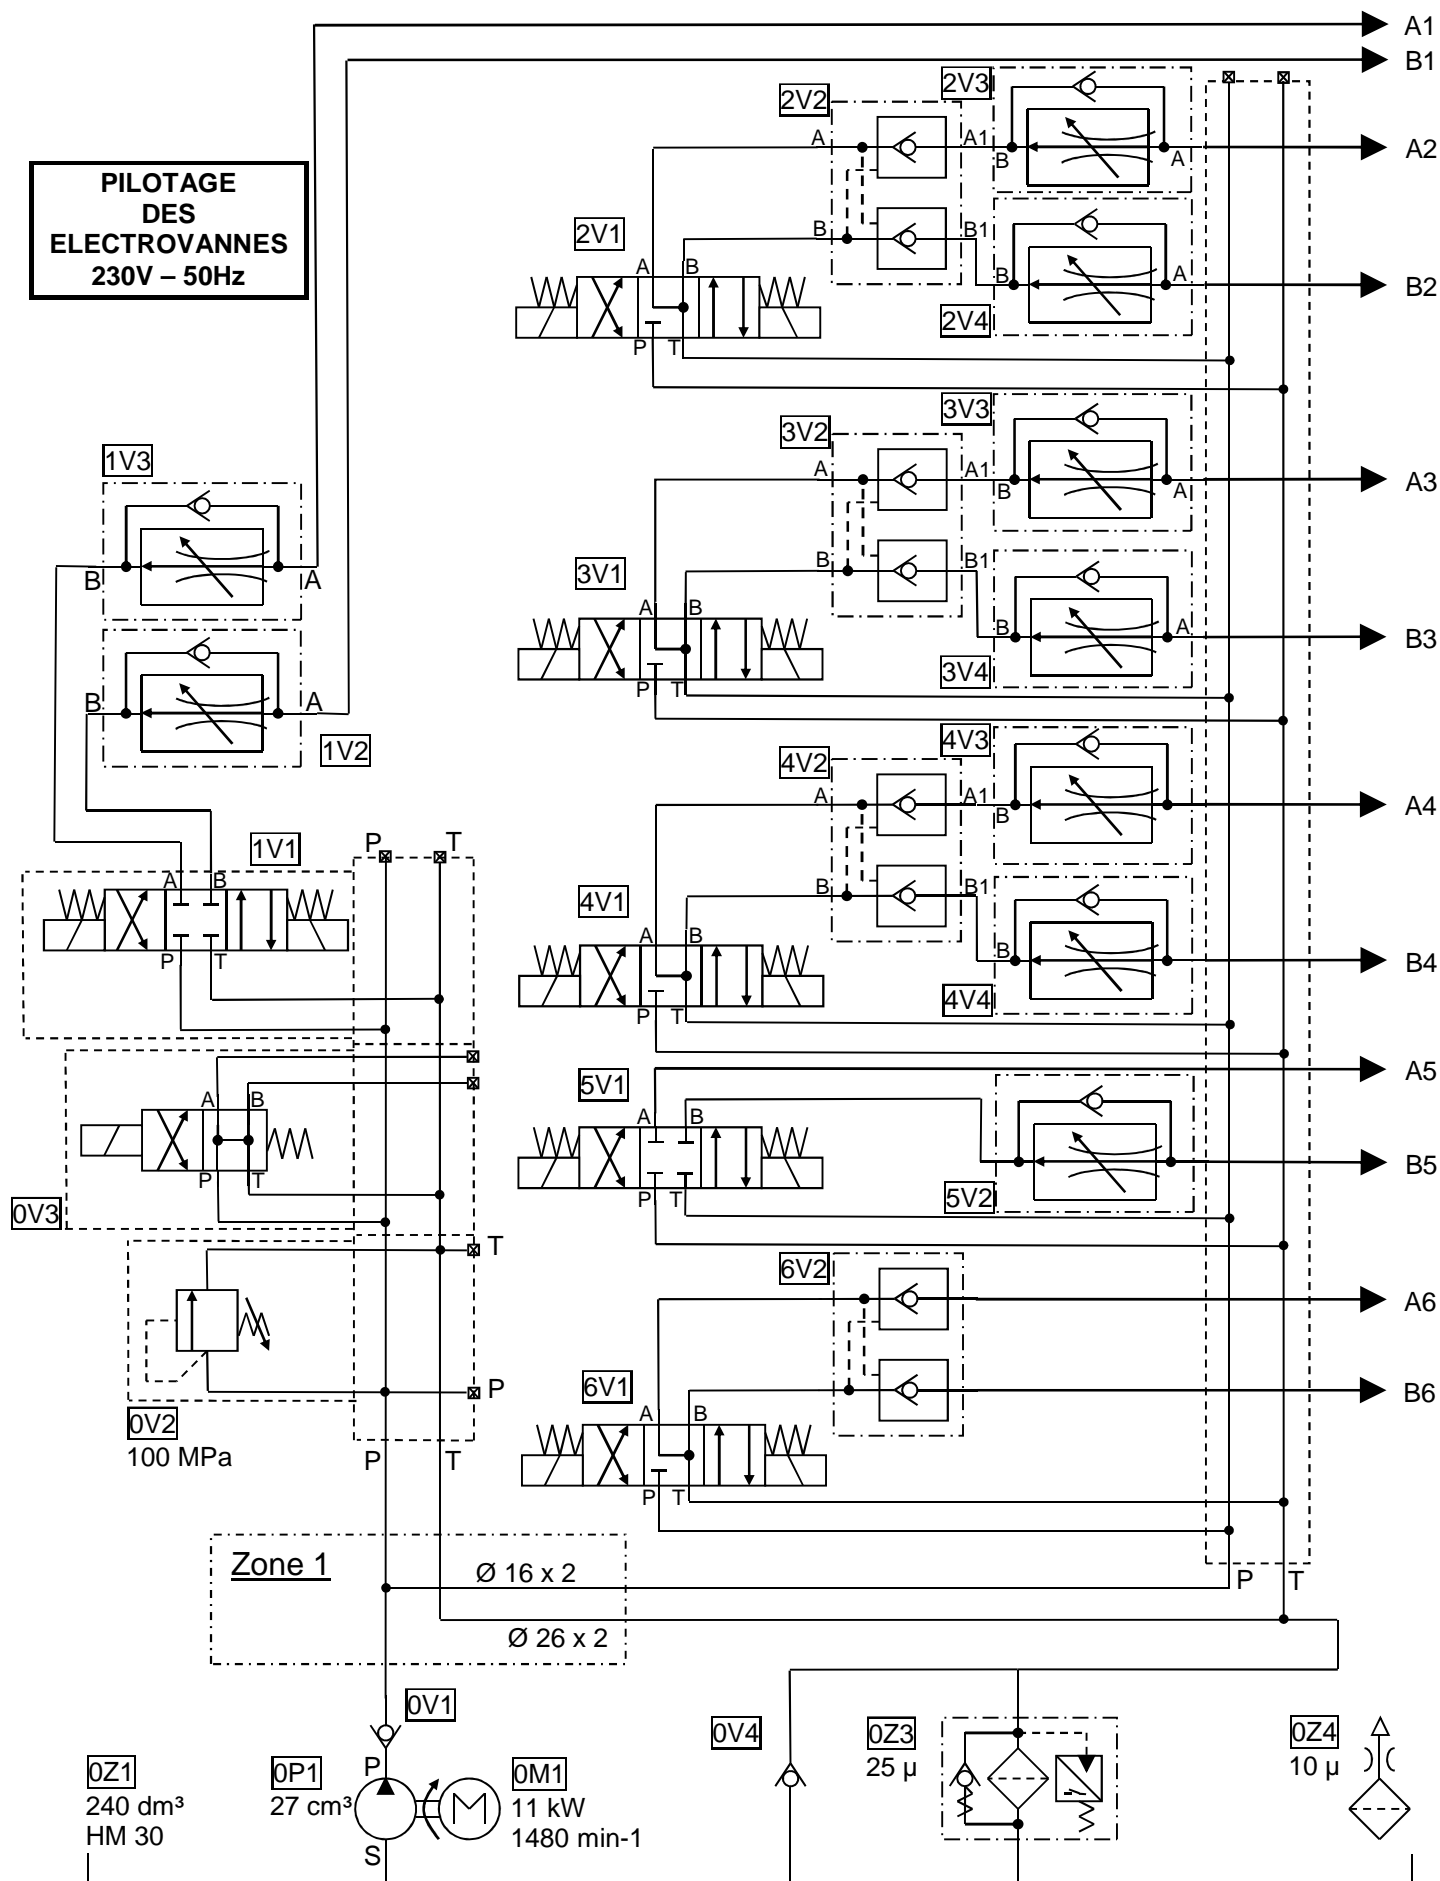 A1
B1
2V3
2V2
A
A1
B
A
A2
PILOTAGE
DES
ELECTROVANNES
230V – 50Hz
2V1
B
B1
A
B
B
A
B2
2V4
P
T
3V3
3V2
1V3
A
A1
B
A
A3
3V1
B
B1
B
A
A
B
B
A
B3
3V4
P
T
B
A
1V2
4V3
4V2
A
A1
B
A4
P
T
1V1
A
B
4V1
B
B1
A
B
B
B4
4V4
P
T
P
T
5V1
A5
A
B
A
B
B5
5V2
P
T
P
T
0V3
T
6V2
A6
6V1
P
B6
A
B
0V2
100 MPa
P
T
P
T
Zone 1
Ø 16 x 2
P
T
Ø 26 x 2
0V1
0V4
0Z3
25 µ
0Z4
10 µ
0Z1
240 dm³
HM 30
0P1
27 cm³
P
M
S
0M1
11 kW
1480 min-1